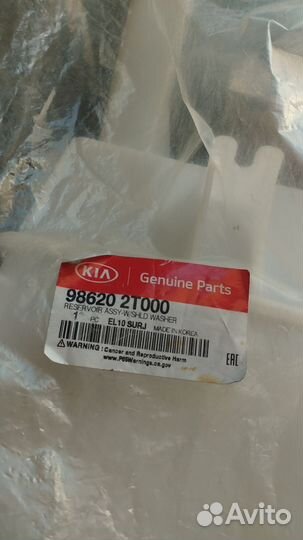 KIA
Genuine Parts
98620 2T000
RESERVOIR ASSY-W/SHLD WASHER
1 PC EL10 SURJ MADE IN KOREA
WARNING: Cancer and Reproductive Harm
www.P65Warnings.ca.gov
EAC
Avito